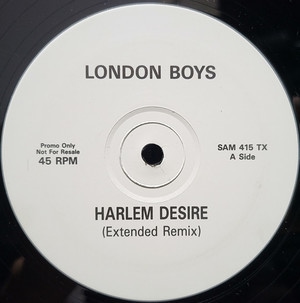 LONDON BOYS
Promo Only
Not For Resale
45 RPM
SAM 415 TX
A Side
HARLEM DESIRE
(Extended Remix)